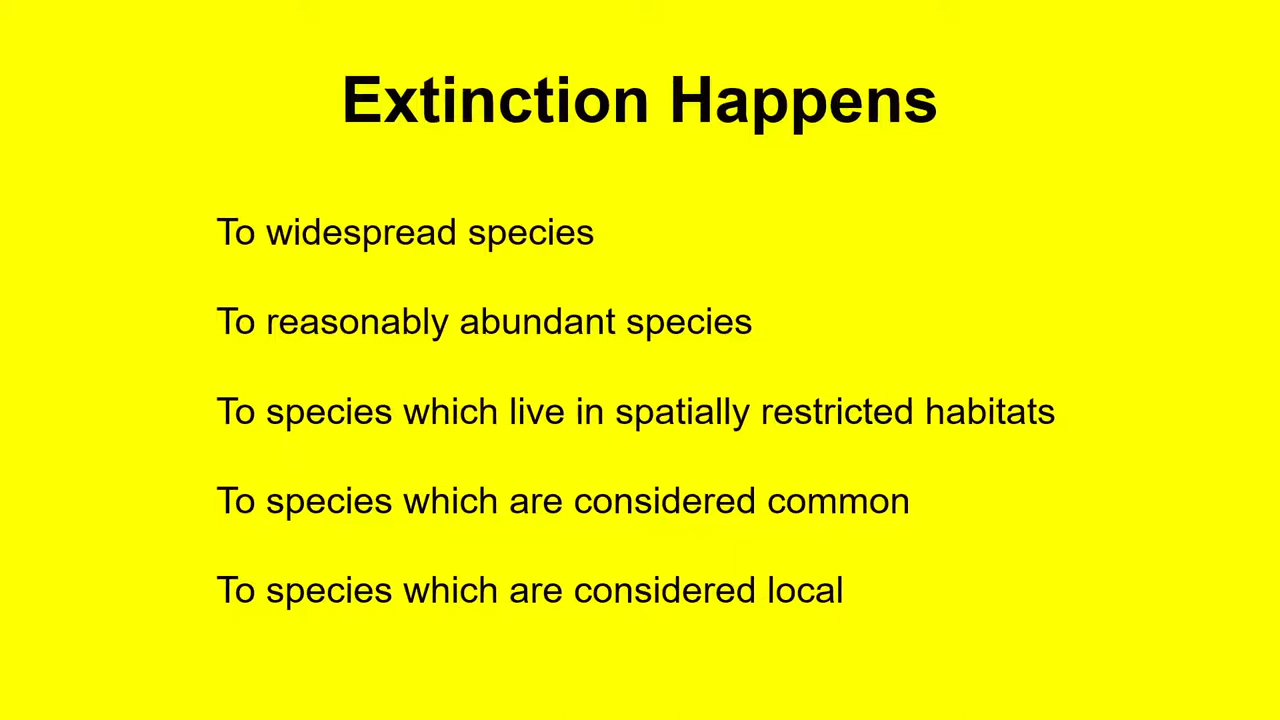 Extinction Happens
To widespread species
To reasonably abundant species
To species which live in spatially restricted habitats
To species which are considered common
To species which are considered local